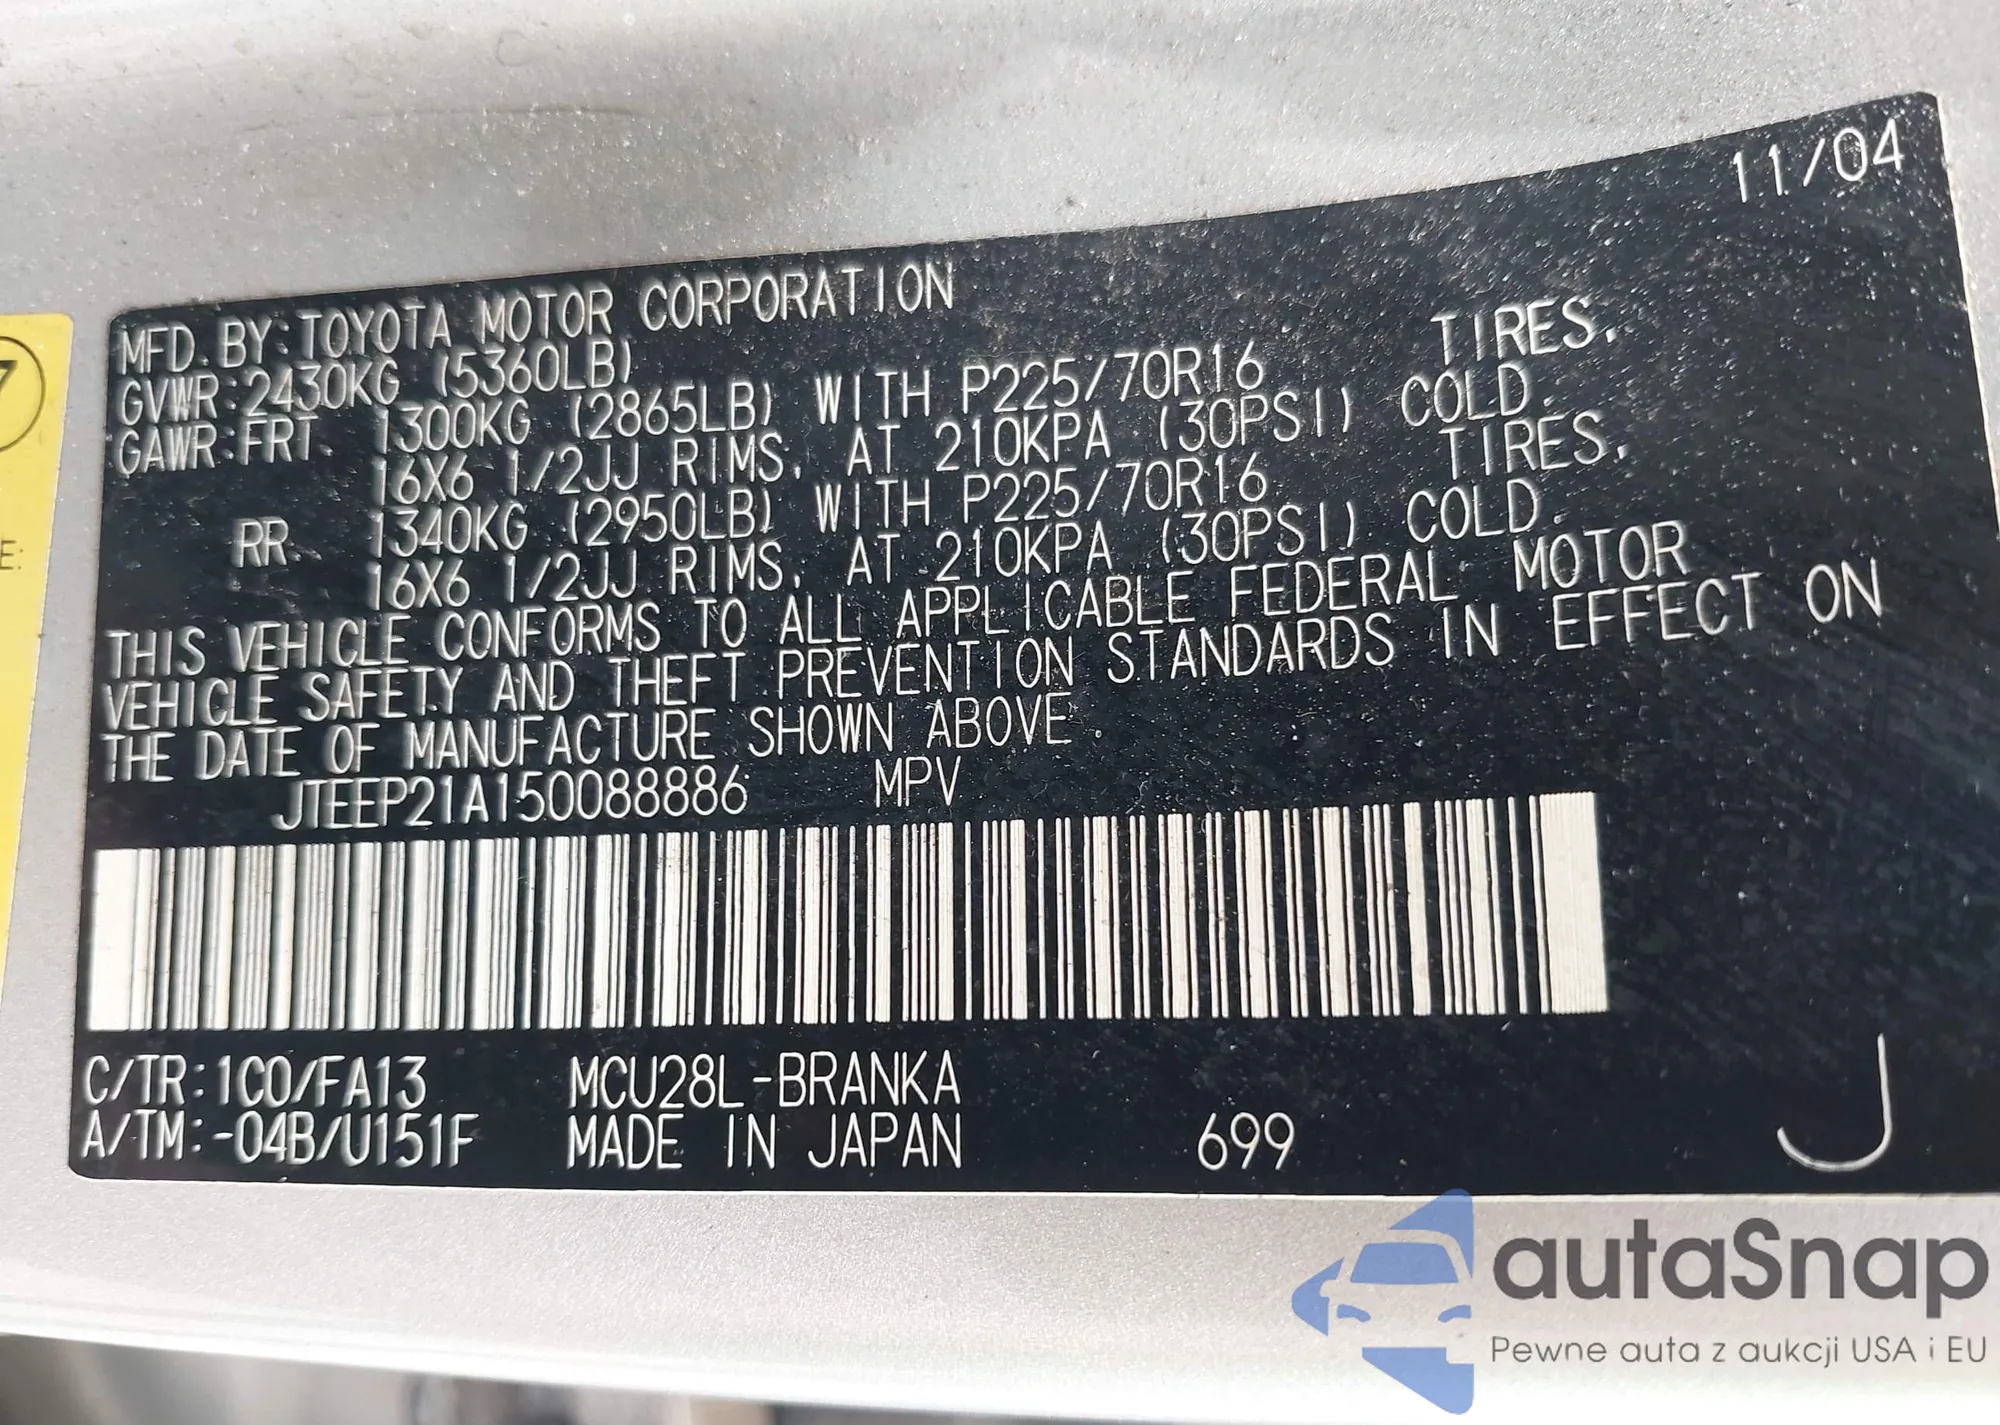 11/04
MFD. BY: TOYOTA MOTOR CORPORATION
GVWR: 2430KG (5360LB)
GAWR: FRT. 1300KG (2865LB) WITH P225/70R16 TIRES,
16X6 1/2JJ RIMS, AT 210KPA (30PSI) COLD.
RR. 1340KG (2950LB) WITH P225/70R16 TIRES,
16X6 1/2JJ RIMS, AT 210KPA (30PSI) COLD.
THIS VEHICLE CONFORMS TO ALL APPLICABLE FEDERAL MOTOR
VEHICLE SAFETY AND THEFT PREVENTION STANDARDS IN EFFECT ON
THE DATE OF MANUFACTURE SHOWN ABOVE.
JTEEP21A150088886 MPV
C/TR: 1C0/FA13 MCU28L-BRANKA
A/TM: -04B/U151F MADE IN JAPAN 699 J
7
E:
autaSnap
Pewne auta z aukcji USA i EU